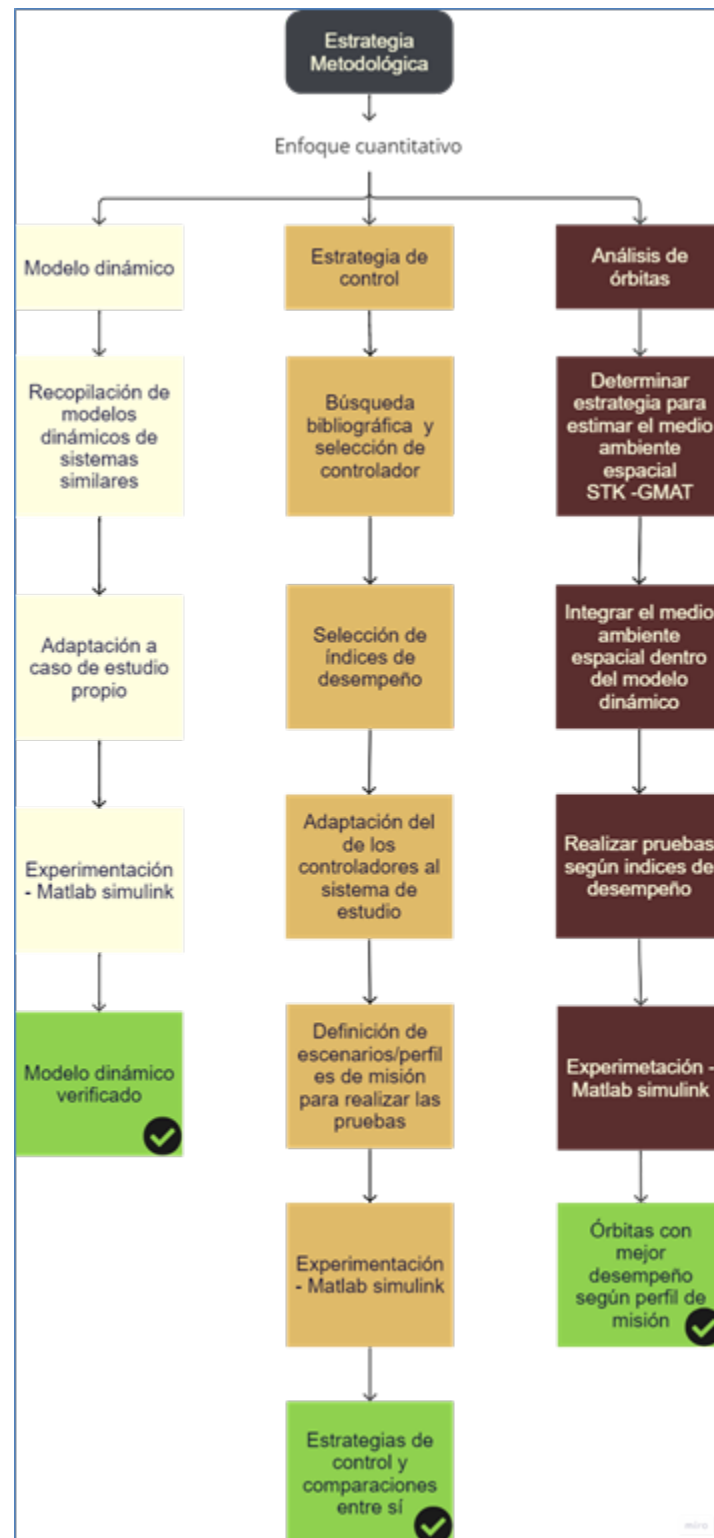 Estrategia
Metodológica
Enfoque cuantitativo
Modelo dinámico
Recopilación de
modelos
dinámicos de
sistemas
similares
Adaptación a
caso de estudio
propio
Experimentación
- Matlab simulink
Modelo dinámico
verificado
Estrategia de
control
Búsqueda
bibliográfica y
selección de
controlador
Selección de
índices de
desempeño
Adaptación del
de los
controladores al
sistema de
estudio
Definición de
escenarios/perfil
es de misión
para realizar las
pruebas
Experimentación
- Matlab simulink
Estrategias de
control y
comparaciones
entre sí
Análisis de
órbitas
Determinar
estrategia para
estimar el medio
ambiente
espacial
STK -GMAT
Integrar el medio
ambiente
espacial dentro
del modelo
dinámico
Realizar pruebas
según indices de
desempeño
Experimetación -
Matlab simulink
Órbitas con
mejor
desempeño
según perfil de
misión
miro